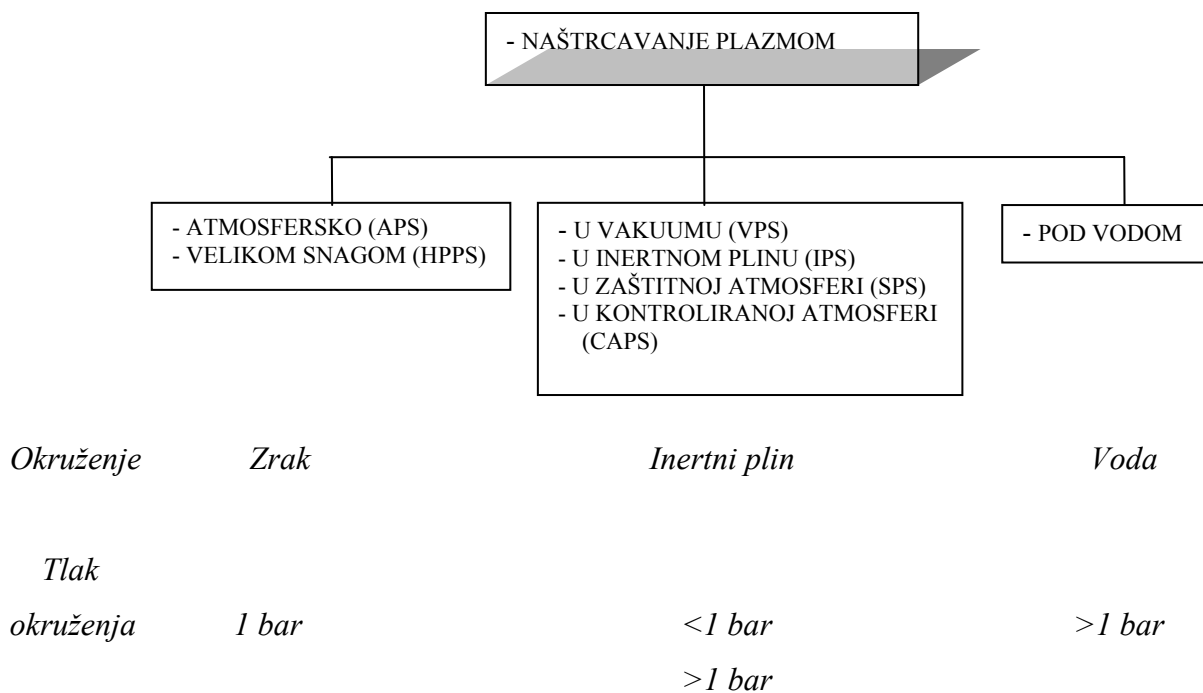 - NAŠTRCAVANJE PLAZMOM
- ATMOSFERSKO (APS)
- VELIKOM SNAGOM (HPPS)
- U VAKUUMU (VPS)
- U INERTNOM PLINU (IPS)
- U ZAŠTITNOJ ATMOSFERI (SPS)
- U KONTROLIRANOJ ATMOSFERI
(CAPS)
- POD VODOM
Okruženje Zrak Inertni plin Voda
Tlak
okruženja 1 bar <1 bar >1 bar
>1 bar